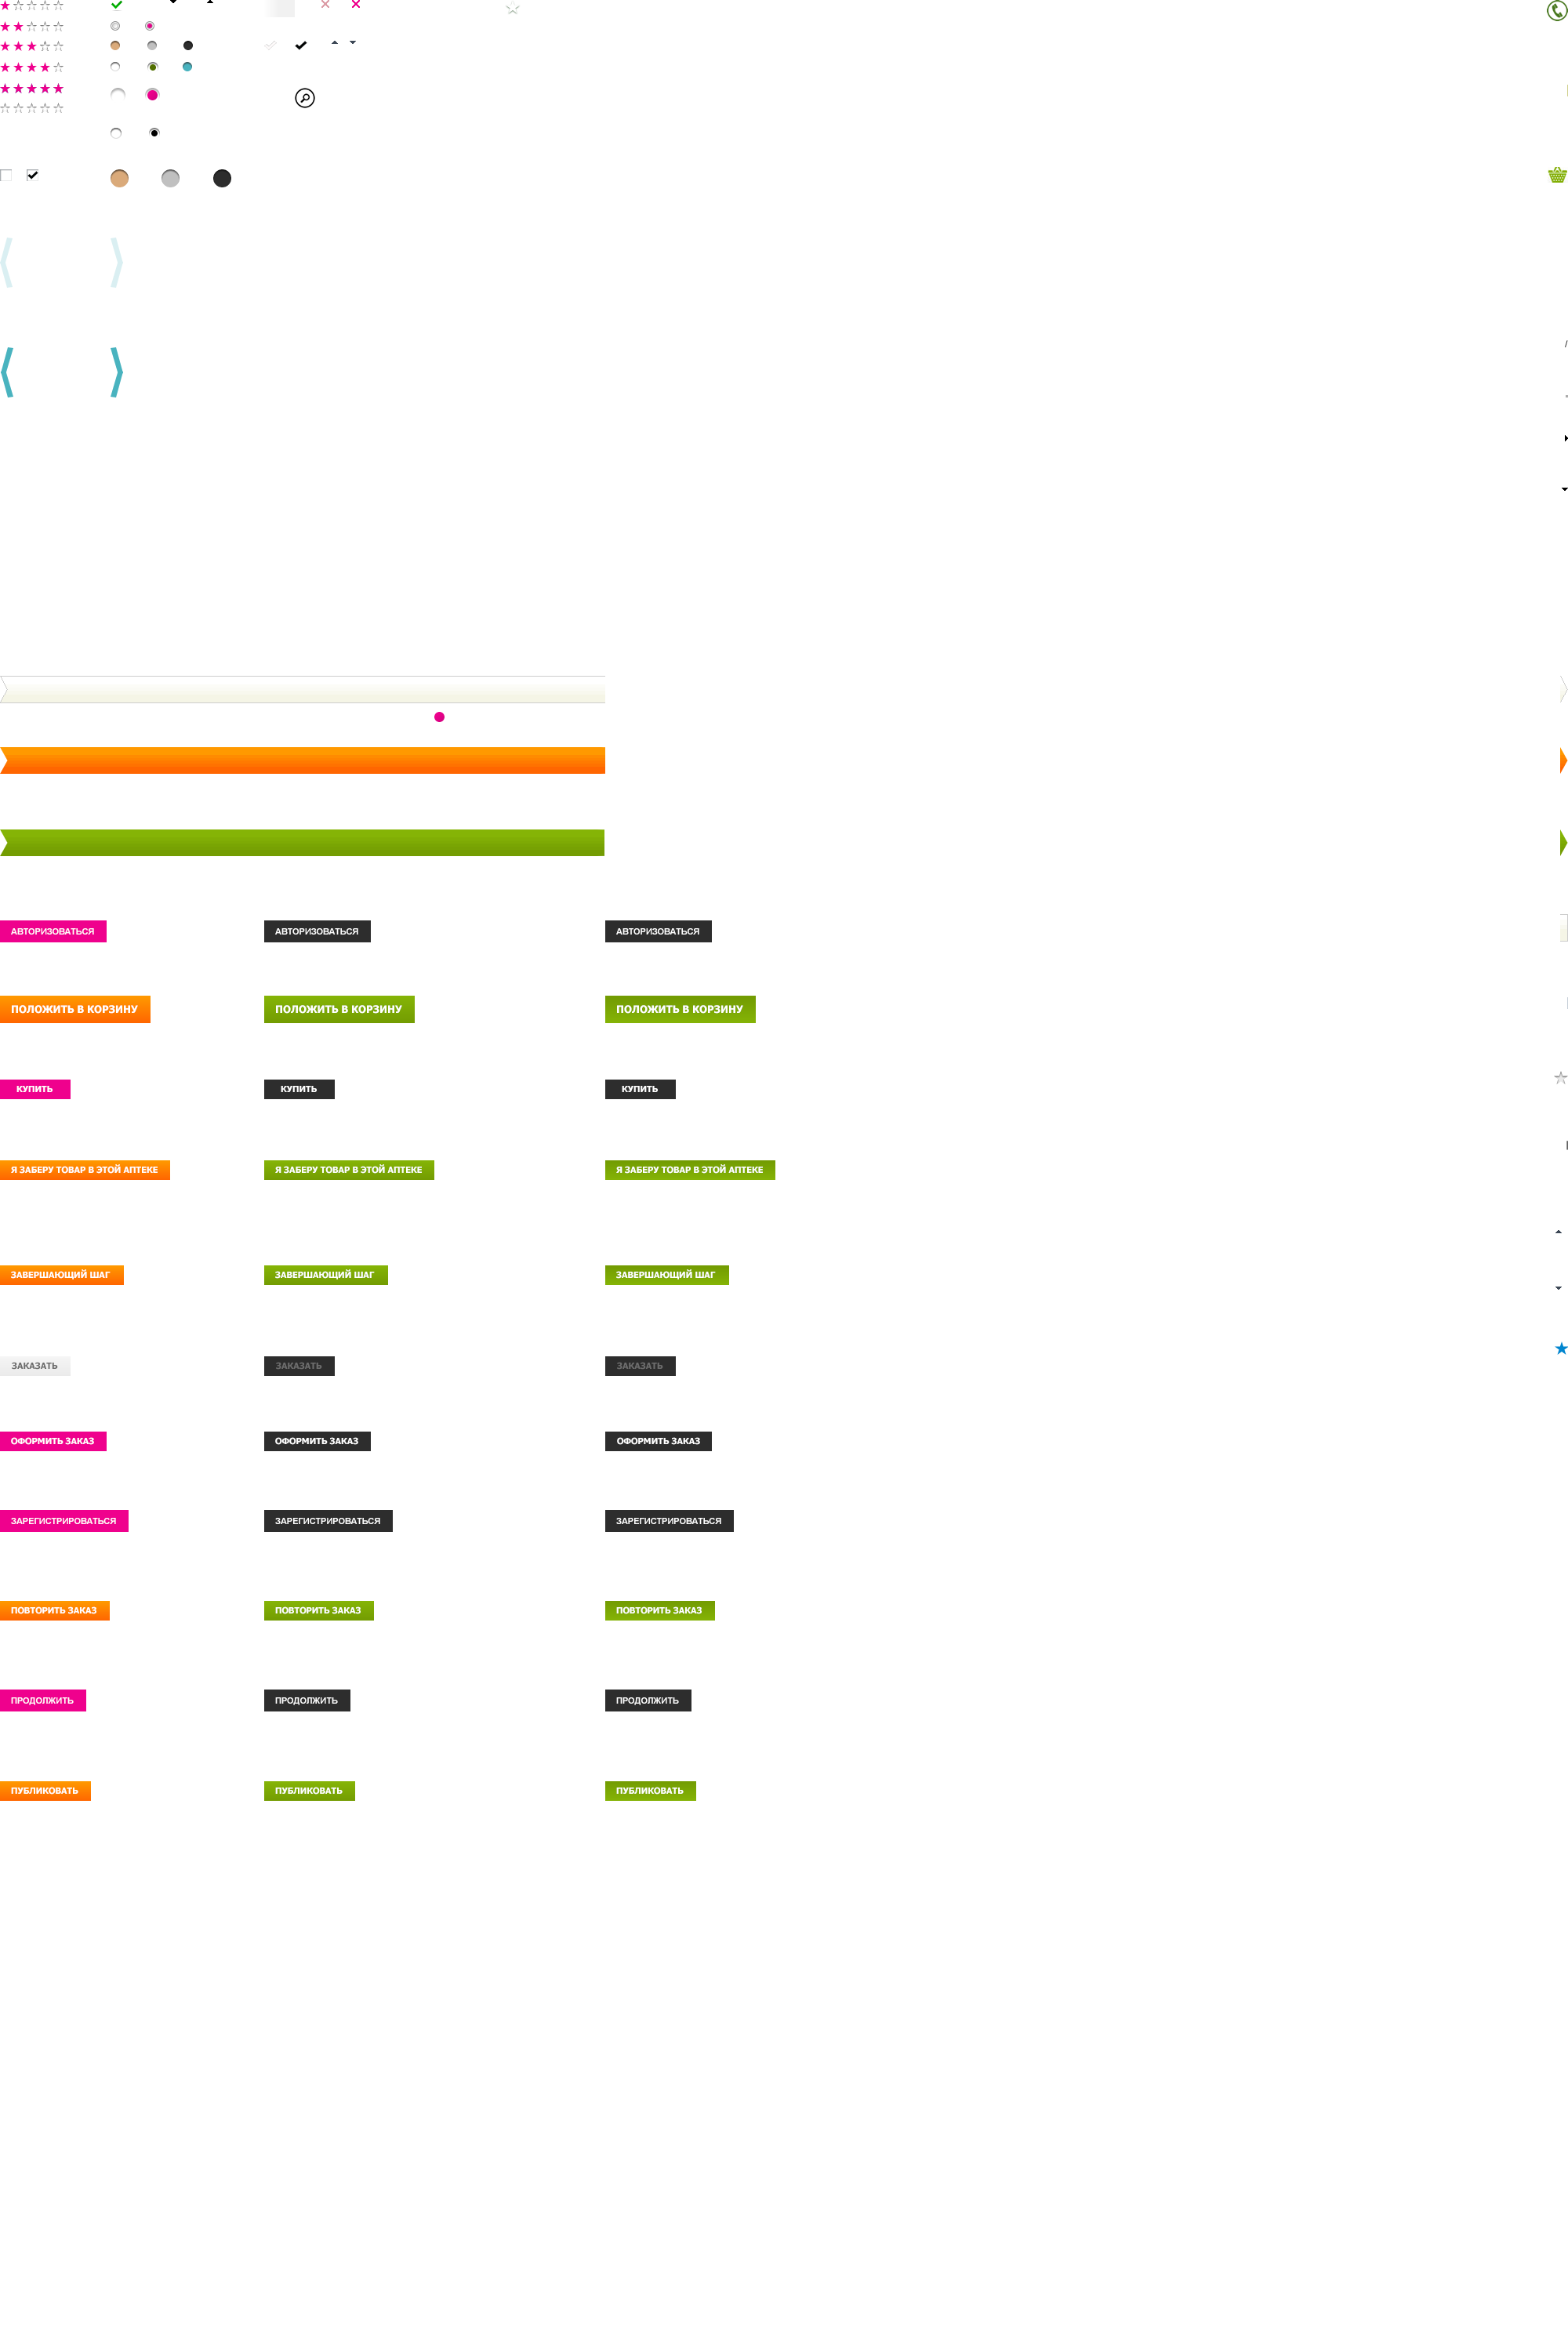 АВТОРИЗОВАТЬСЯ АВТОРИЗОВАТЬСЯ АВТОРИЗОВАТЬСЯ
ПОЛОЖИТЬ В КОРЗИНУ ПОЛОЖИТЬ В КОРЗИНУ ПОЛОЖИТЬ В КОРЗИНУ
КУПИТЬ КУПИТЬ КУПИТЬ
Я ЗАБЕРУ ТОВАР В ЭТОЙ АПТЕКЕ Я ЗАБЕРУ ТОВАР В ЭТОЙ АПТЕКЕ Я ЗАБЕРУ ТОВАР В ЭТОЙ АПТЕКЕ
ЗАВЕРШАЮЩИЙ ШАГ ЗАВЕРШАЮЩИЙ ШАГ ЗАВЕРШАЮЩИЙ ШАГ
ЗАКАЗАТЬ ЗАКАЗАТЬ ЗАКАЗАТЬ
ОФОРМИТЬ ЗАКАЗ ОФОРМИТЬ ЗАКАЗ ОФОРМИТЬ ЗАКАЗ
ЗАРЕГИСТРИРОВАТЬСЯ ЗАРЕГИСТРИРОВАТЬСЯ ЗАРЕГИСТРИРОВАТЬСЯ
ПОВТОРИТЬ ЗАКАЗ ПОВТОРИТЬ ЗАКАЗ ПОВТОРИТЬ ЗАКАЗ
ПРОДОЛЖИТЬ ПРОДОЛЖИТЬ ПРОДОЛЖИТЬ
ПУБЛИКОВАТЬ ПУБЛИКОВАТЬ ПУБЛИКОВАТЬ